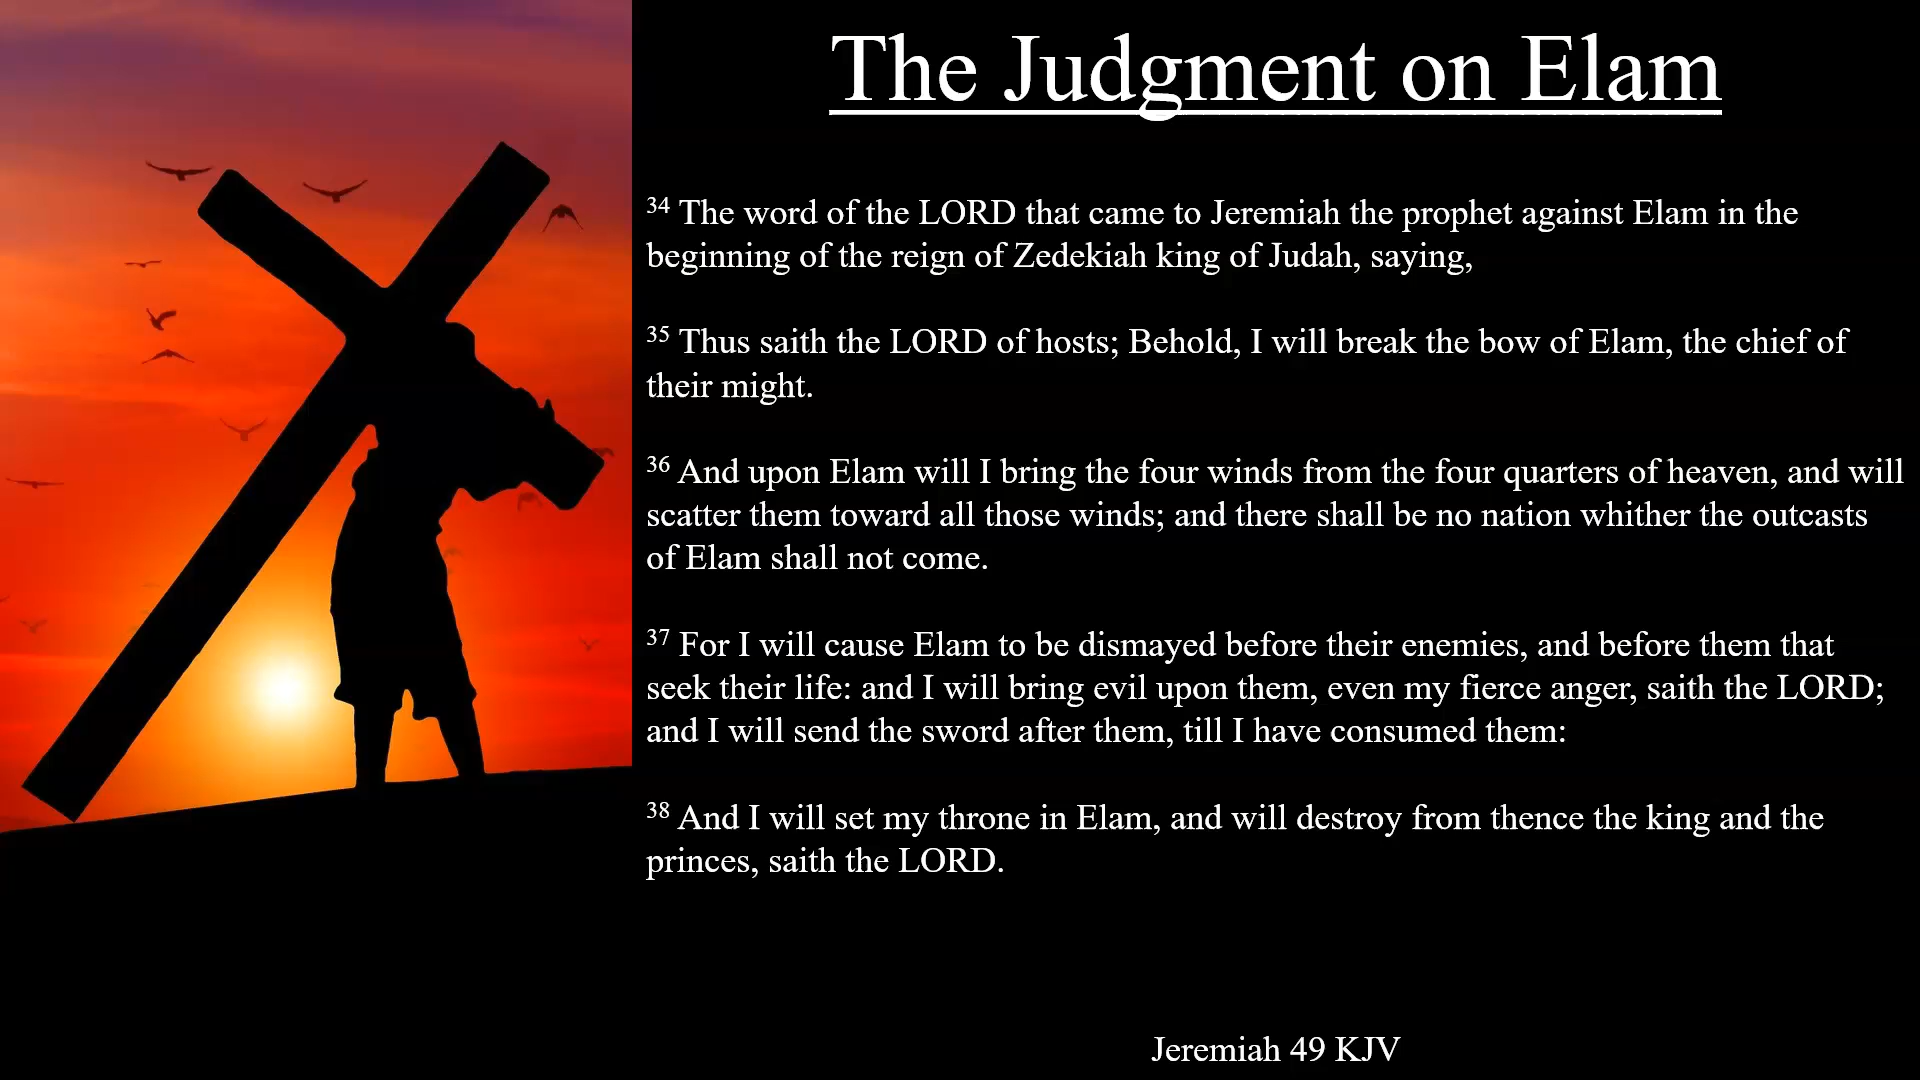 The Judgment on Elam
34 The word of the LORD that came to Jeremiah the prophet against Elam in the
beginning of the reign of Zedekiah king of Judah, saying,
35 Thus saith the LORD of hosts; Behold, I will break the bow of Elam, the chief of
their might.
36 And upon Elam will I bring the four winds from the four quarters of heaven, and will
scatter them toward all those winds; and there shall be no nation whither the outcasts
of Elam shall not come.
37 For I will cause Elam to be dismayed before their enemies, and before them that
seek their life: and I will bring evil upon them, even my fierce anger, saith the LORD;
and I will send the sword after them, till I have consumed them:
38 And I will set my throne in Elam, and will destroy from thence the king and the
princes, saith the LORD.
Jeremiah 49 KJV